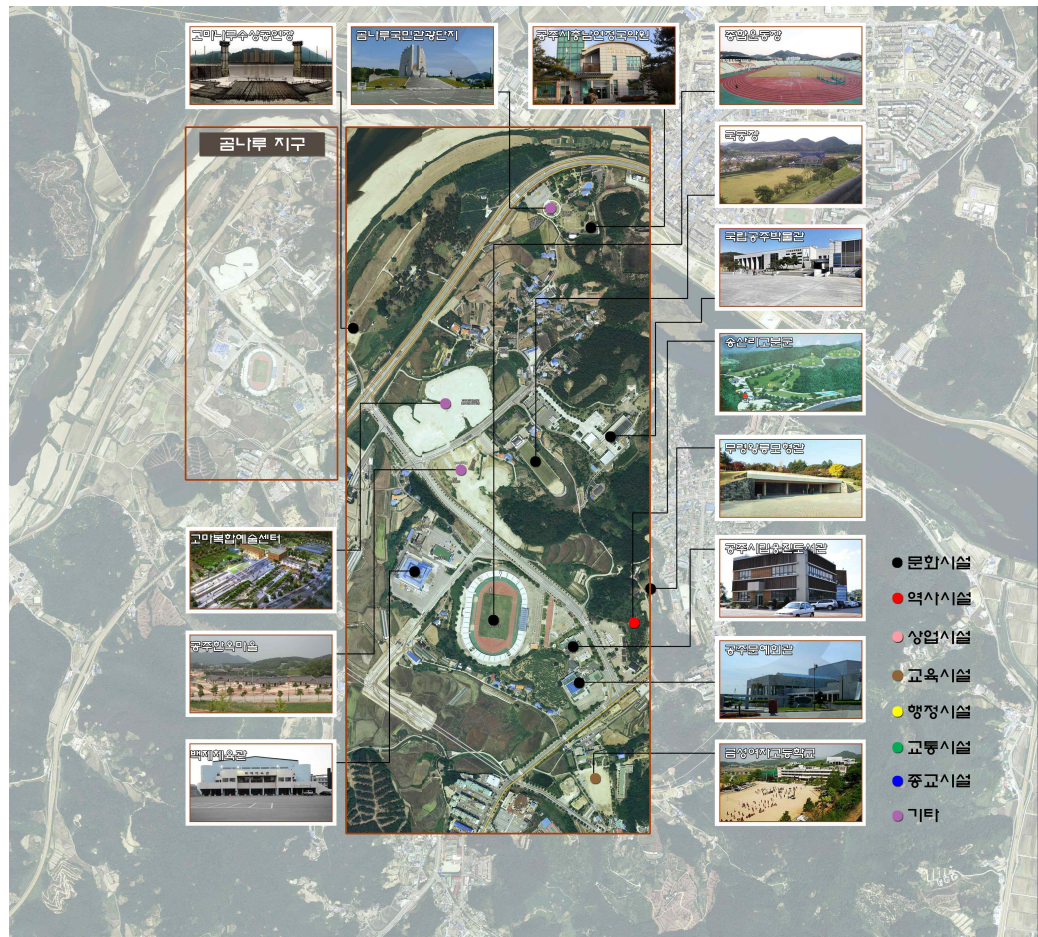 고마나루수상공연장
곰나루국민관광단지
공주시충남연정국악원
종합운동장
곰나루 지구
국궁장
국립공주박물관
송산리고분군
무령왕릉모형관
고마복합예술센터
공주시립웅진도서관
공주한옥마을
공주문예회관
백제체육관
금성여자고등학교
문화시설
역사시설
상업시설
교육시설
행정시설
교통시설
종교시설
기타